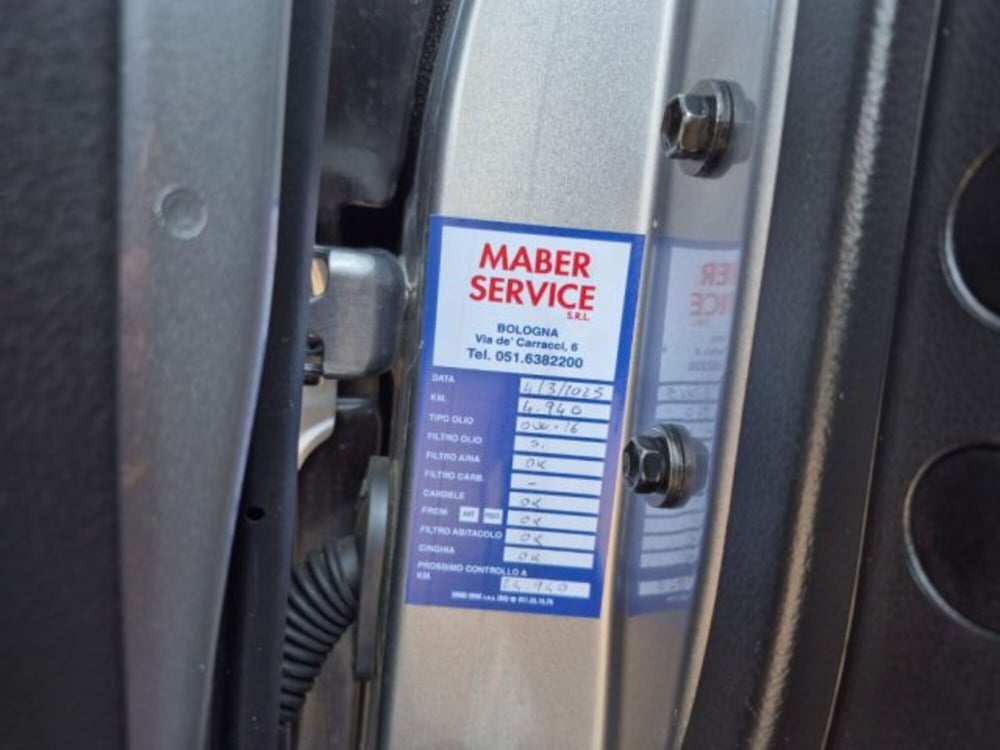 MABER
SERVICE
S.R.L.
BOLOGNA
Via de' Carracci, 6
Tel. 051.6382200
DATA 4/3/2025
KM. 4.940
TIPO OLIO 0W-16
FILTRO OLIO SI
FILTRO ARIA OK
FILTRO CARB. -
CANDELE OK
FRENI ANT. POST. OK
FILTRO ABITACOLO OK
CINGHIA OK
PROSSIMO CONTROLLO A
KM